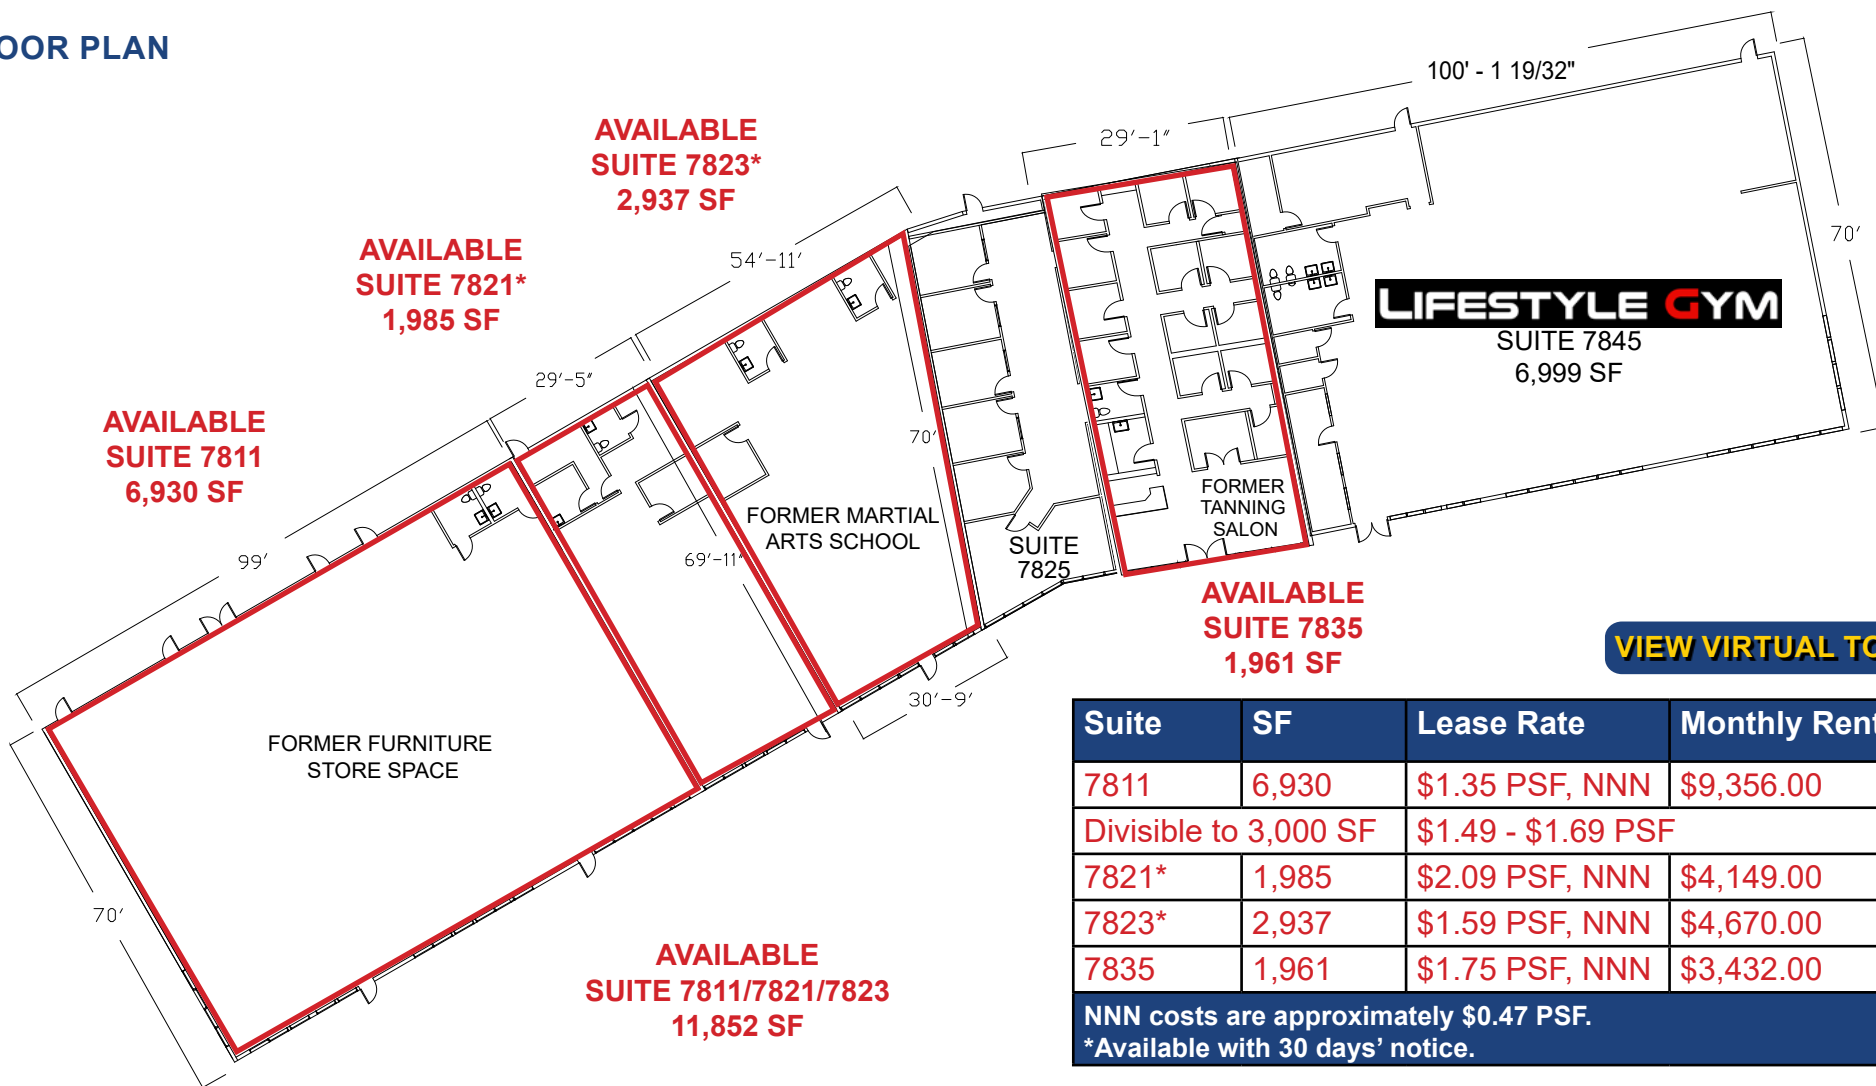 OOR PLAN
100' - 1 19/32"
29'-1"
AVAILABLE
SUITE 7823*
2,937 SF
54'-11'
70'
AVAILABLE
SUITE 7821*
1,985 SF
29'-5"
LIFESTYLE GYM
SUITE 7845
6,999 SF
AVAILABLE
SUITE 7811
6,930 SF
99'
70'
69'-11"
FORMER MARTIAL
ARTS SCHOOL
SUITE
7825
FORMER
TANNING
SALON
AVAILABLE
SUITE 7835
1,961 SF
30'-9'
FORMER FURNITURE
STORE SPACE
70'
AVAILABLE
SUITE 7811/7821/7823
11,852 SF
VIEW VIRTUAL TO
Suite SF Lease Rate Monthly Rent
7811 6,930 $1.35 PSF, NNN $9,356.00
Divisible to 3,000 SF $1.49 - $1.69 PSF
7821* 1,985 $2.09 PSF, NNN $4,149.00
7823* 2,937 $1.59 PSF, NNN $4,670.00
7835 1,961 $1.75 PSF, NNN $3,432.00
NNN costs are approximately $0.47 PSF.
*Available with 30 days’ notice.